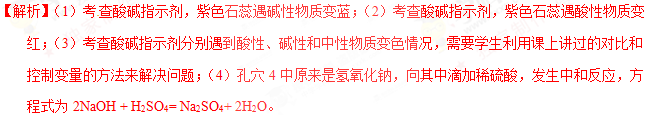 【解析】（1）考查酸碱指示剂，紫色石蕊遇碱性物质变蓝；（2）考查酸碱指示剂，紫色石蕊遇酸性物质变
红；（3）考查酸碱指示剂分别遇到酸性、碱性和中性物质变色情况，需要学生利用课上讲过的对比和
控制变量的方法来解决问题；（4）孔穴 4 中原来是氢氧化钠，向其中滴加稀硫酸，发生中和反应，方
程式为 2NaOH + H₂SO₄= Na₂SO₄+ 2H₂O。